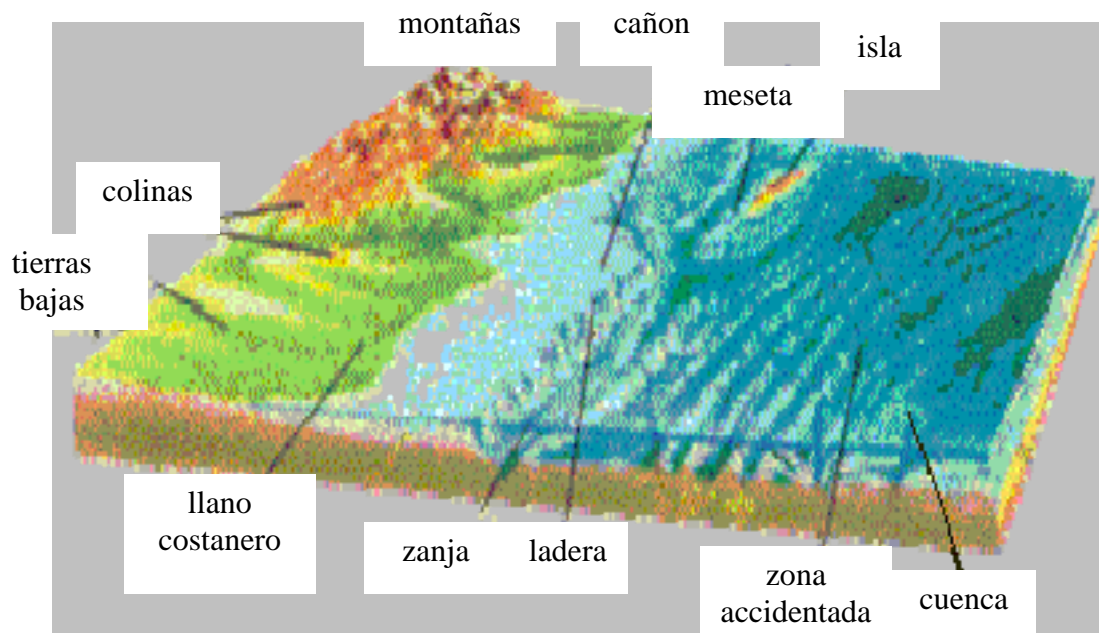 montañas
cañon
isla
meseta
colinas
tierras
bajas
llano
costanero
zanja
ladera
zona
accidentada
cuenca